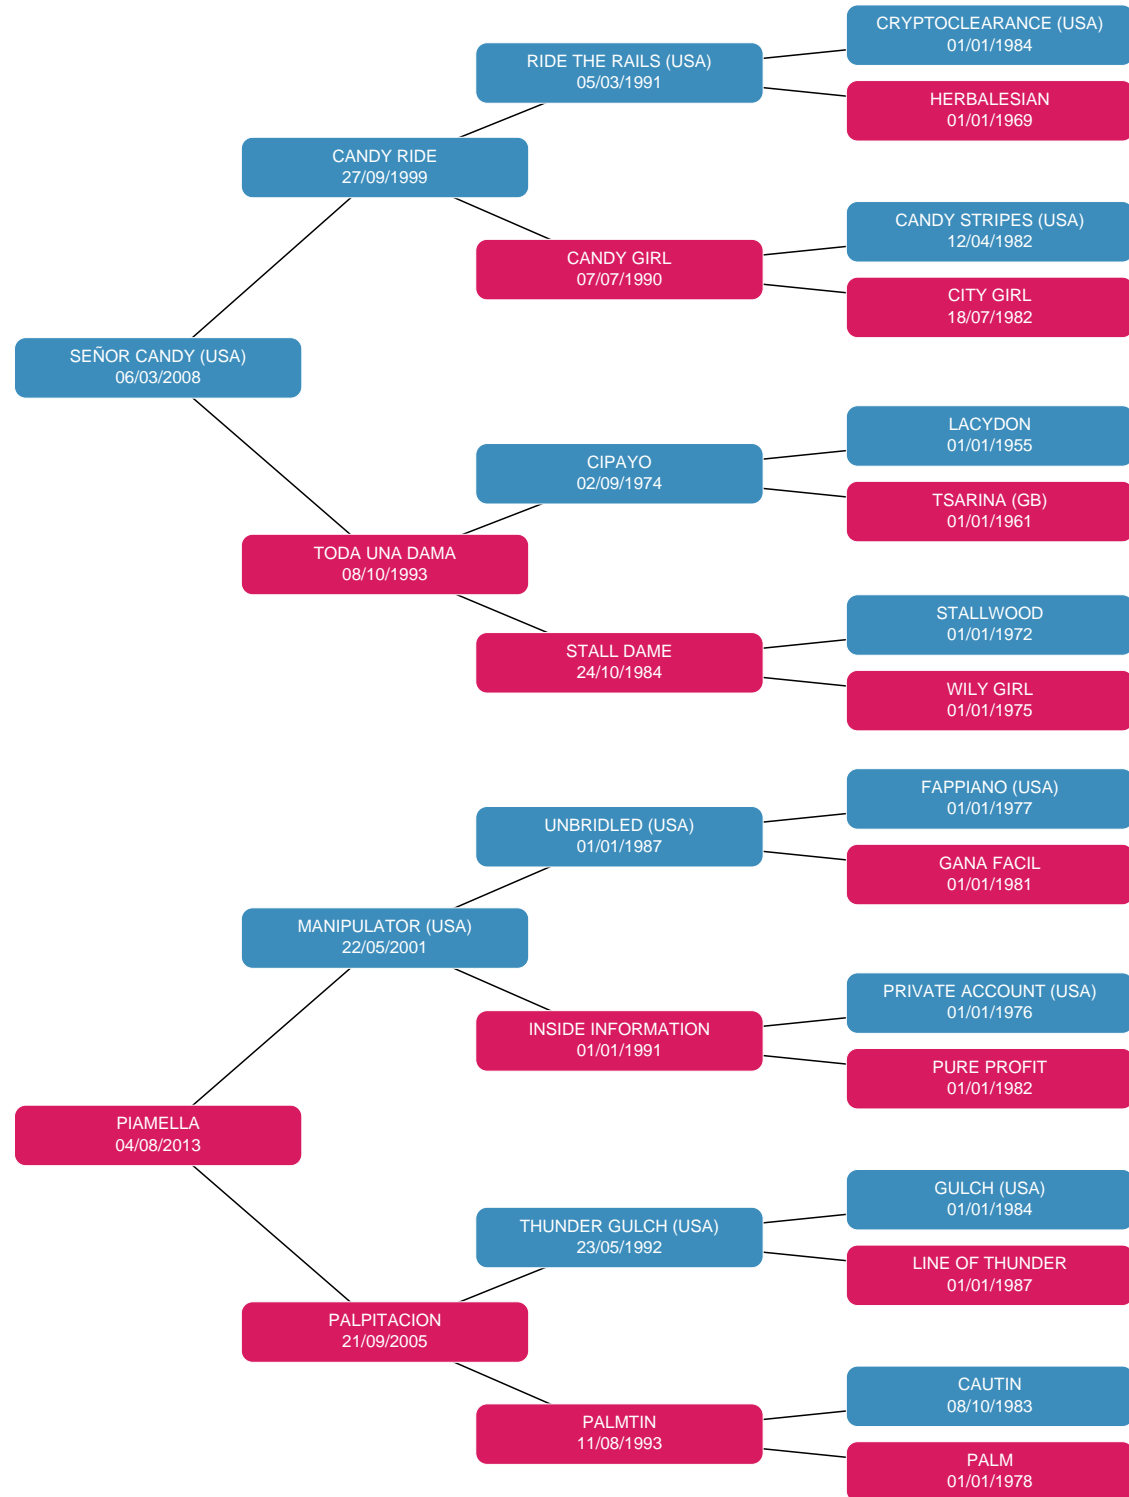 CRYPTOCLEARANCE (USA)
01/01/1984
RIDE THE RAILS (USA)
05/03/1991
HERBALESIAN
01/01/1969
CANDY RIDE
27/09/1999
CANDY STRIPES (USA)
12/04/1982
CANDY GIRL
07/07/1990
CITY GIRL
18/07/1982
SEÑOR CANDY (USA)
06/03/2008
LACYDON
01/01/1955
CIPAYO
02/09/1974
TSARINA (GB)
01/01/1961
TODA UNA DAMA
08/10/1993
STALLWOOD
01/01/1972
STALL DAME
24/10/1984
WILY GIRL
01/01/1975
FAPPIANO (USA)
01/01/1977
UNBRIDLED (USA)
01/01/1987
GANA FACIL
01/01/1981
MANIPULATOR (USA)
22/05/2001
PRIVATE ACCOUNT (USA)
01/01/1976
INSIDE INFORMATION
01/01/1991
PURE PROFIT
01/01/1982
PIAMELLA
04/08/2013
GULCH (USA)
01/01/1984
THUNDER GULCH (USA)
23/05/1992
LINE OF THUNDER
01/01/1987
PALPITACION
21/09/2005
CAUTIN
08/10/1983
PALMTIN
11/08/1993
PALM
01/01/1978